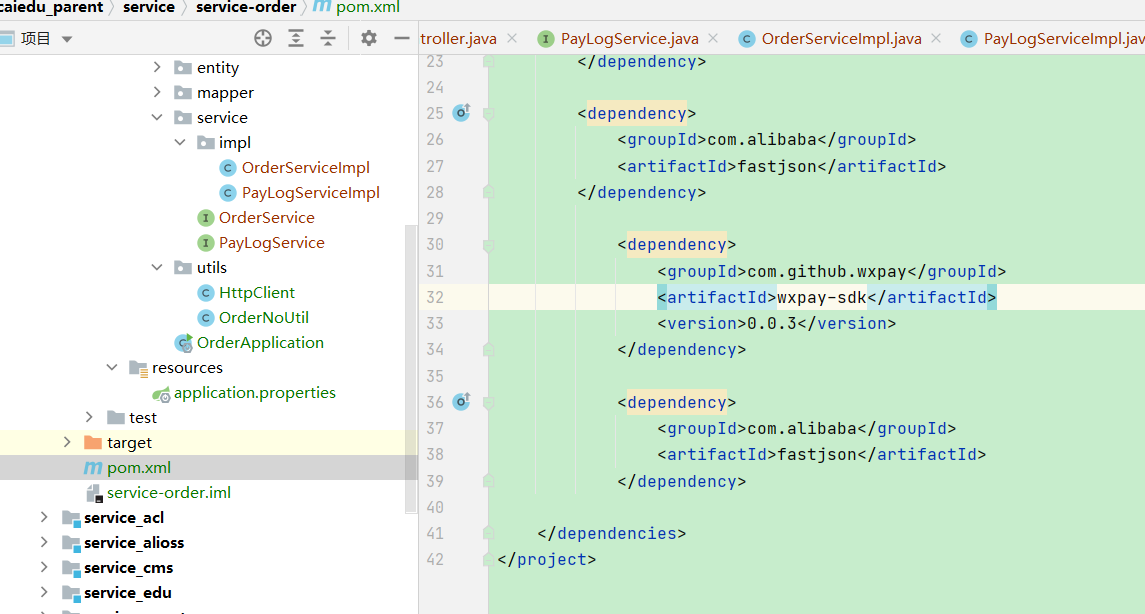 caiedu_parent service service-order pom.xml
项目
entity
mapper
service
impl
OrderServiceImpl
PayLogServiceImpl
OrderService
PayLogService
utils
HttpClient
OrderNoUtil
OrderApplication
resources
application.properties
test
target
pom.xml
service-order.iml
service_acl
service_alioss
service_cms
service_edu
troller.java PayLogService.java OrderServiceImpl.java PayLogServiceImpl.jav
23 </dependency>
24
25 <dependency>
26 <groupId>com.alibaba</groupId>
27 <artifactId>fastjson</artifactId>
28 </dependency>
29
30 <dependency>
31 <groupId>com.github.wxpay</groupId>
32 <artifactId>wxpay-sdk</artifactId>
33 <version>0.0.3</version>
34 </dependency>
35
36 <dependency>
37 <groupId>com.alibaba</groupId>
38 <artifactId>fastjson</artifactId>
39 </dependency>
40
41 </dependencies>
42 </project>